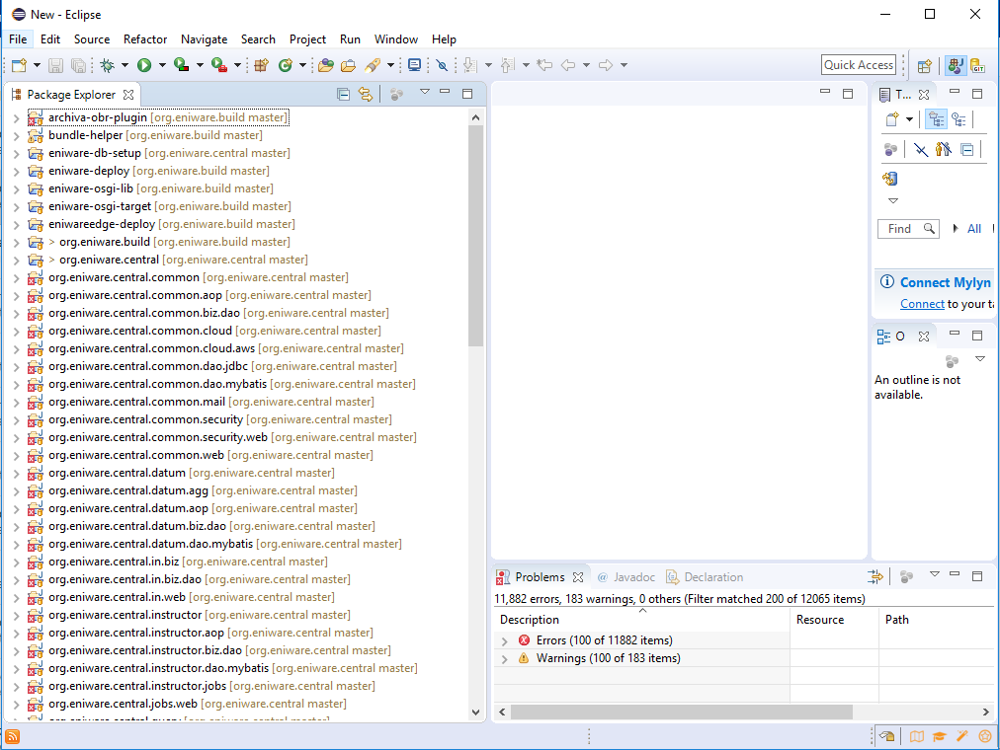 New - Eclipse
File Edit Source Refactor Navigate Search Project Run Window Help
Quick Access
GIT
Package Explorer
archiva-obr-plugin [org.eniware.build master]
bundle-helper [org.eniware.build master]
eniware-db-setup [org.eniware.central master]
eniware-deploy [org.eniware.build master]
eniware-osgi-lib [org.eniware.build master]
eniware-osgi-target [org.eniware.build master]
eniwareedge-deploy [org.eniware.build master]
> org.eniware.build [org.eniware.build master]
> org.eniware.central [org.eniware.central master]
org.eniware.central.common [org.eniware.central master]
org.eniware.central.common.aop [org.eniware.central master]
org.eniware.central.common.biz.dao [org.eniware.central master]
org.eniware.central.common.cloud [org.eniware.central master]
org.eniware.central.common.cloud.aws [org.eniware.central master]
org.eniware.central.common.dao.jdbc [org.eniware.central master]
org.eniware.central.common.dao.mybatis [org.eniware.central master]
org.eniware.central.common.mail [org.eniware.central master]
org.eniware.central.common.security [org.eniware.central master]
org.eniware.central.common.security.web [org.eniware.central master]
org.eniware.central.common.web [org.eniware.central master]
org.eniware.central.datum [org.eniware.central master]
org.eniware.central.datum.agg [org.eniware.central master]
org.eniware.central.datum.aop [org.eniware.central master]
org.eniware.central.datum.biz.dao [org.eniware.central master]
org.eniware.central.datum.dao.mybatis [org.eniware.central master]
org.eniware.central.in.biz [org.eniware.central master]
org.eniware.central.in.biz.dao [org.eniware.central master]
org.eniware.central.in.web [org.eniware.central master]
org.eniware.central.instructor [org.eniware.central master]
org.eniware.central.instructor.aop [org.eniware.central master]
org.eniware.central.instructor.biz.dao [org.eniware.central master]
org.eniware.central.instructor.dao.mybatis [org.eniware.central master]
org.eniware.central.instructor.jobs [org.eniware.central master]
org.eniware.central.jobs.web [org.eniware.central master]
T...
Find
All
Connect Mylyn
Connect to your ta
O
An outline is not
available.
Problems @ Javadoc Declaration
11,882 errors, 183 warnings, 0 others (Filter matched 200 of 12065 items)
Description Resource Path
Errors (100 of 11882 items)
Warnings (100 of 183 items)